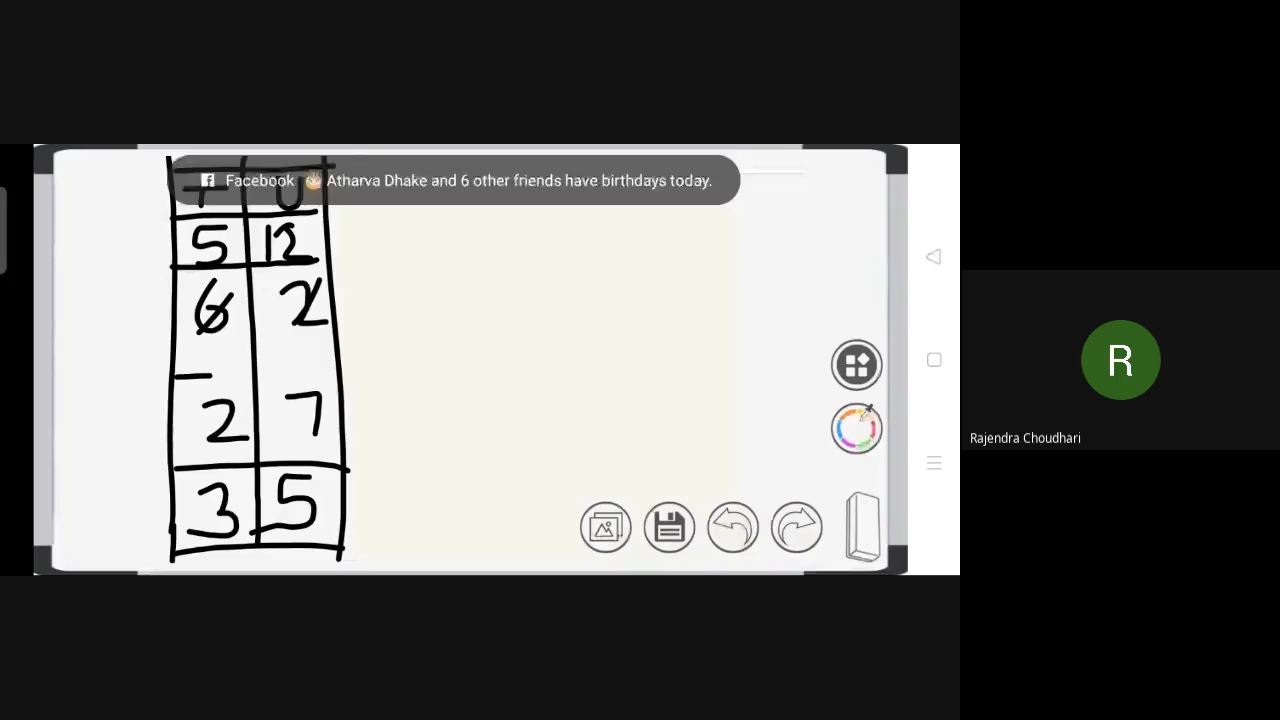 Facebook Atharva Dhake and 6 other friends have birthdays today.
T U
5 12
6 2
−
2 7
3 5
R
Rajendra Choudhari